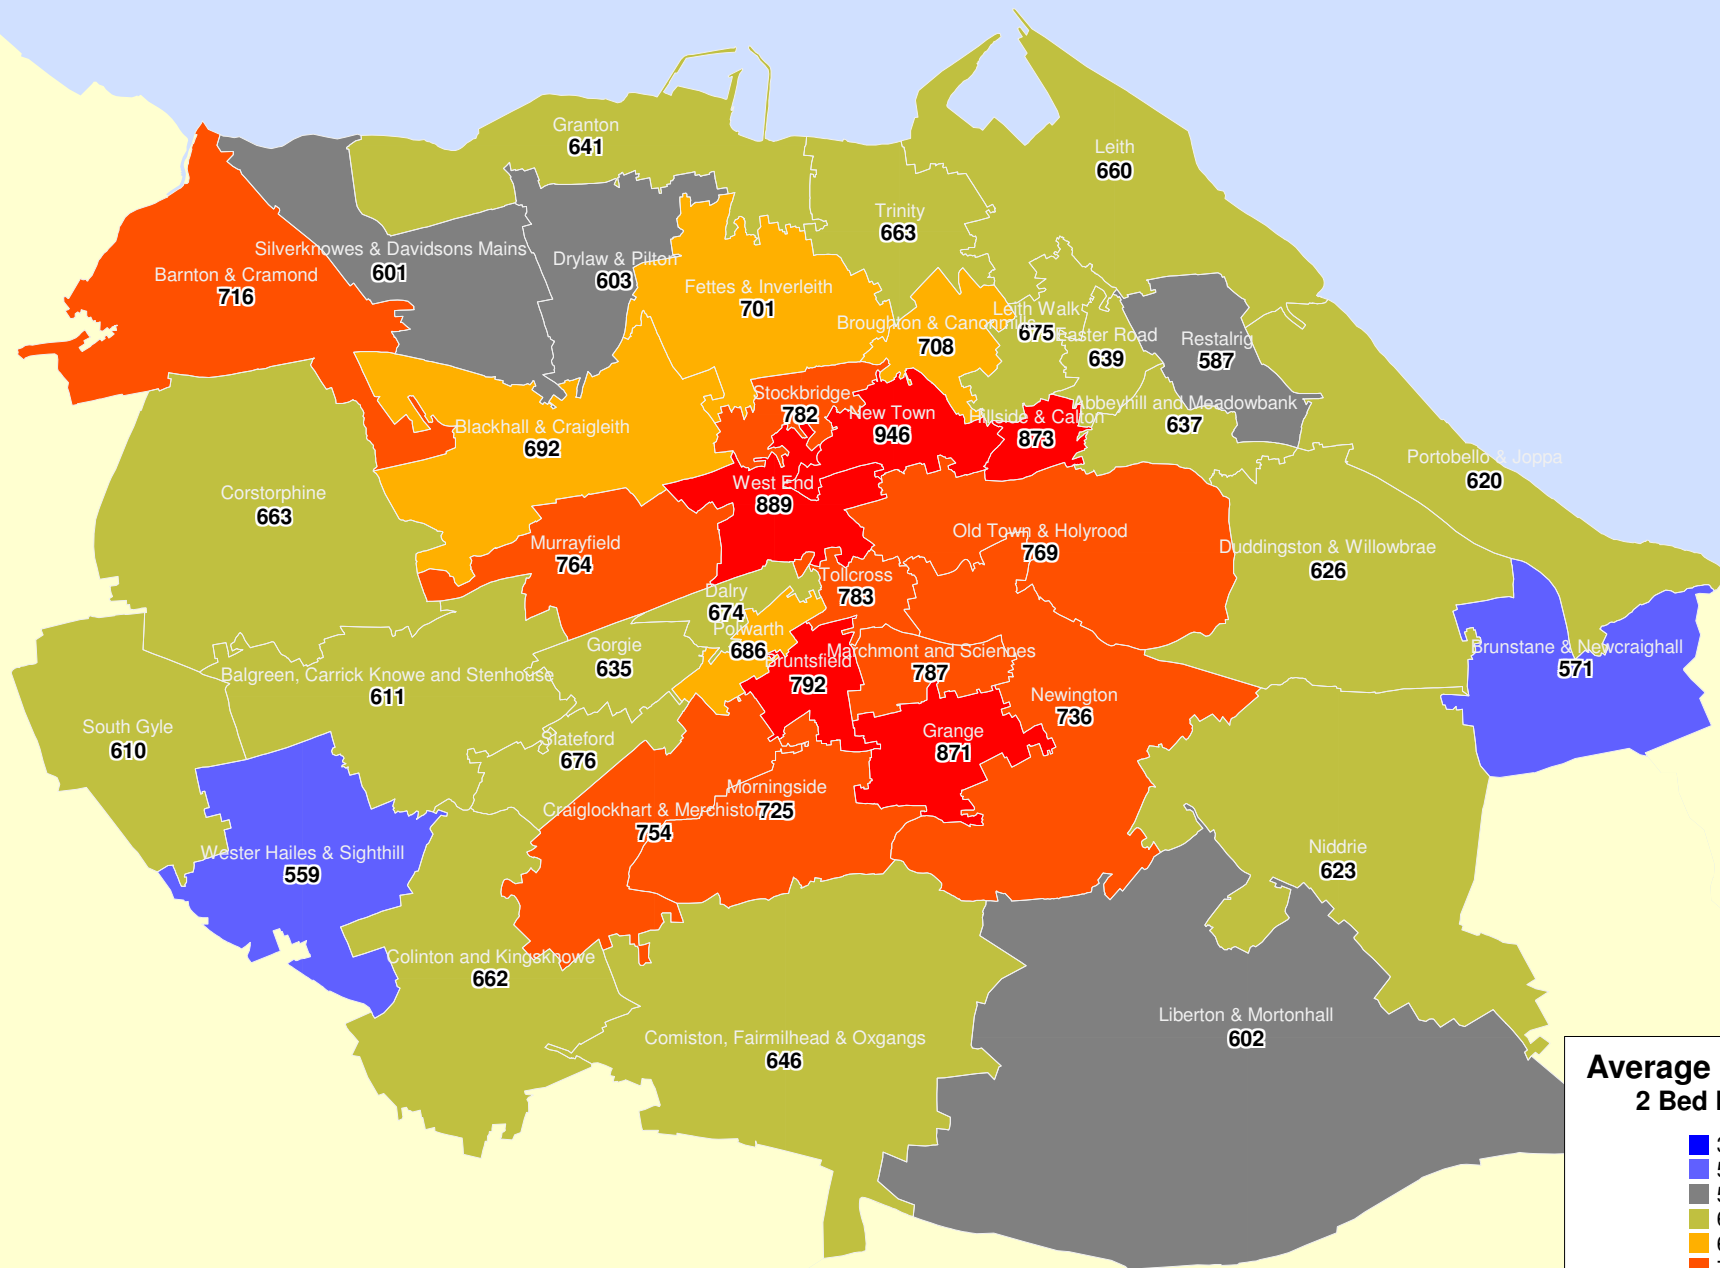 Granton
641
Leith
660
Trinity
663
Silverknowes & Davidsons Mains
601
Drylaw & Pilton
603
Barnton & Cramond
716
Fettes & Inverleith
701
Broughton & Canonmills
708
Leith Walk
675
Easter Road
639
Restalrig
587
Stockbridge
782
New Town
946
Hillside & Calton
873
Abbeyhill and Meadowbank
637
Blackhall & Craigleith
692
Portobello & Joppa
620
West End
889
Corstorphine
663
Murrayfield
764
Old Town & Holyrood
769
Duddingston & Willowbrae
626
Tollcross
783
Dalry
674
Polwarth
686
Gorgie
635
Bruntsfield
792
Marchmont and Sciennes
787
Brunstane & Newcraighall
571
Balgreen, Carrick Knowe and Stenhouse
611
Newington
736
South Gyle
610
Slateford
676
Grange
871
Morningside
725
Craiglockhart & Merchiston
754
Wester Hailes & Sighthill
559
Niddrie
623
Colinton and Kingsknowe
662
Comiston, Fairmilhead & Oxgangs
646
Liberton & Mortonhall
602
Average
2 Bed